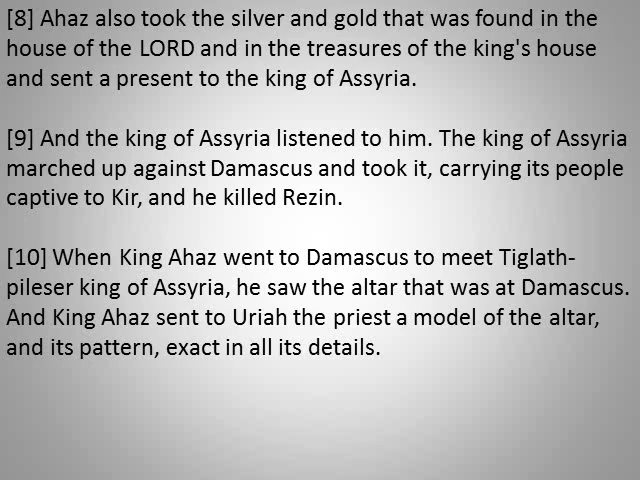 [8] Ahaz also took the silver and gold that was found in the
house of the LORD and in the treasures of the king's house
and sent a present to the king of Assyria.
[9] And the king of Assyria listened to him. The king of Assyria
marched up against Damascus and took it, carrying its people
captive to Kir, and he killed Rezin.
[10] When King Ahaz went to Damascus to meet Tiglath-
pileser king of Assyria, he saw the altar that was at Damascus.
And King Ahaz sent to Uriah the priest a model of the altar,
and its pattern, exact in all its details.